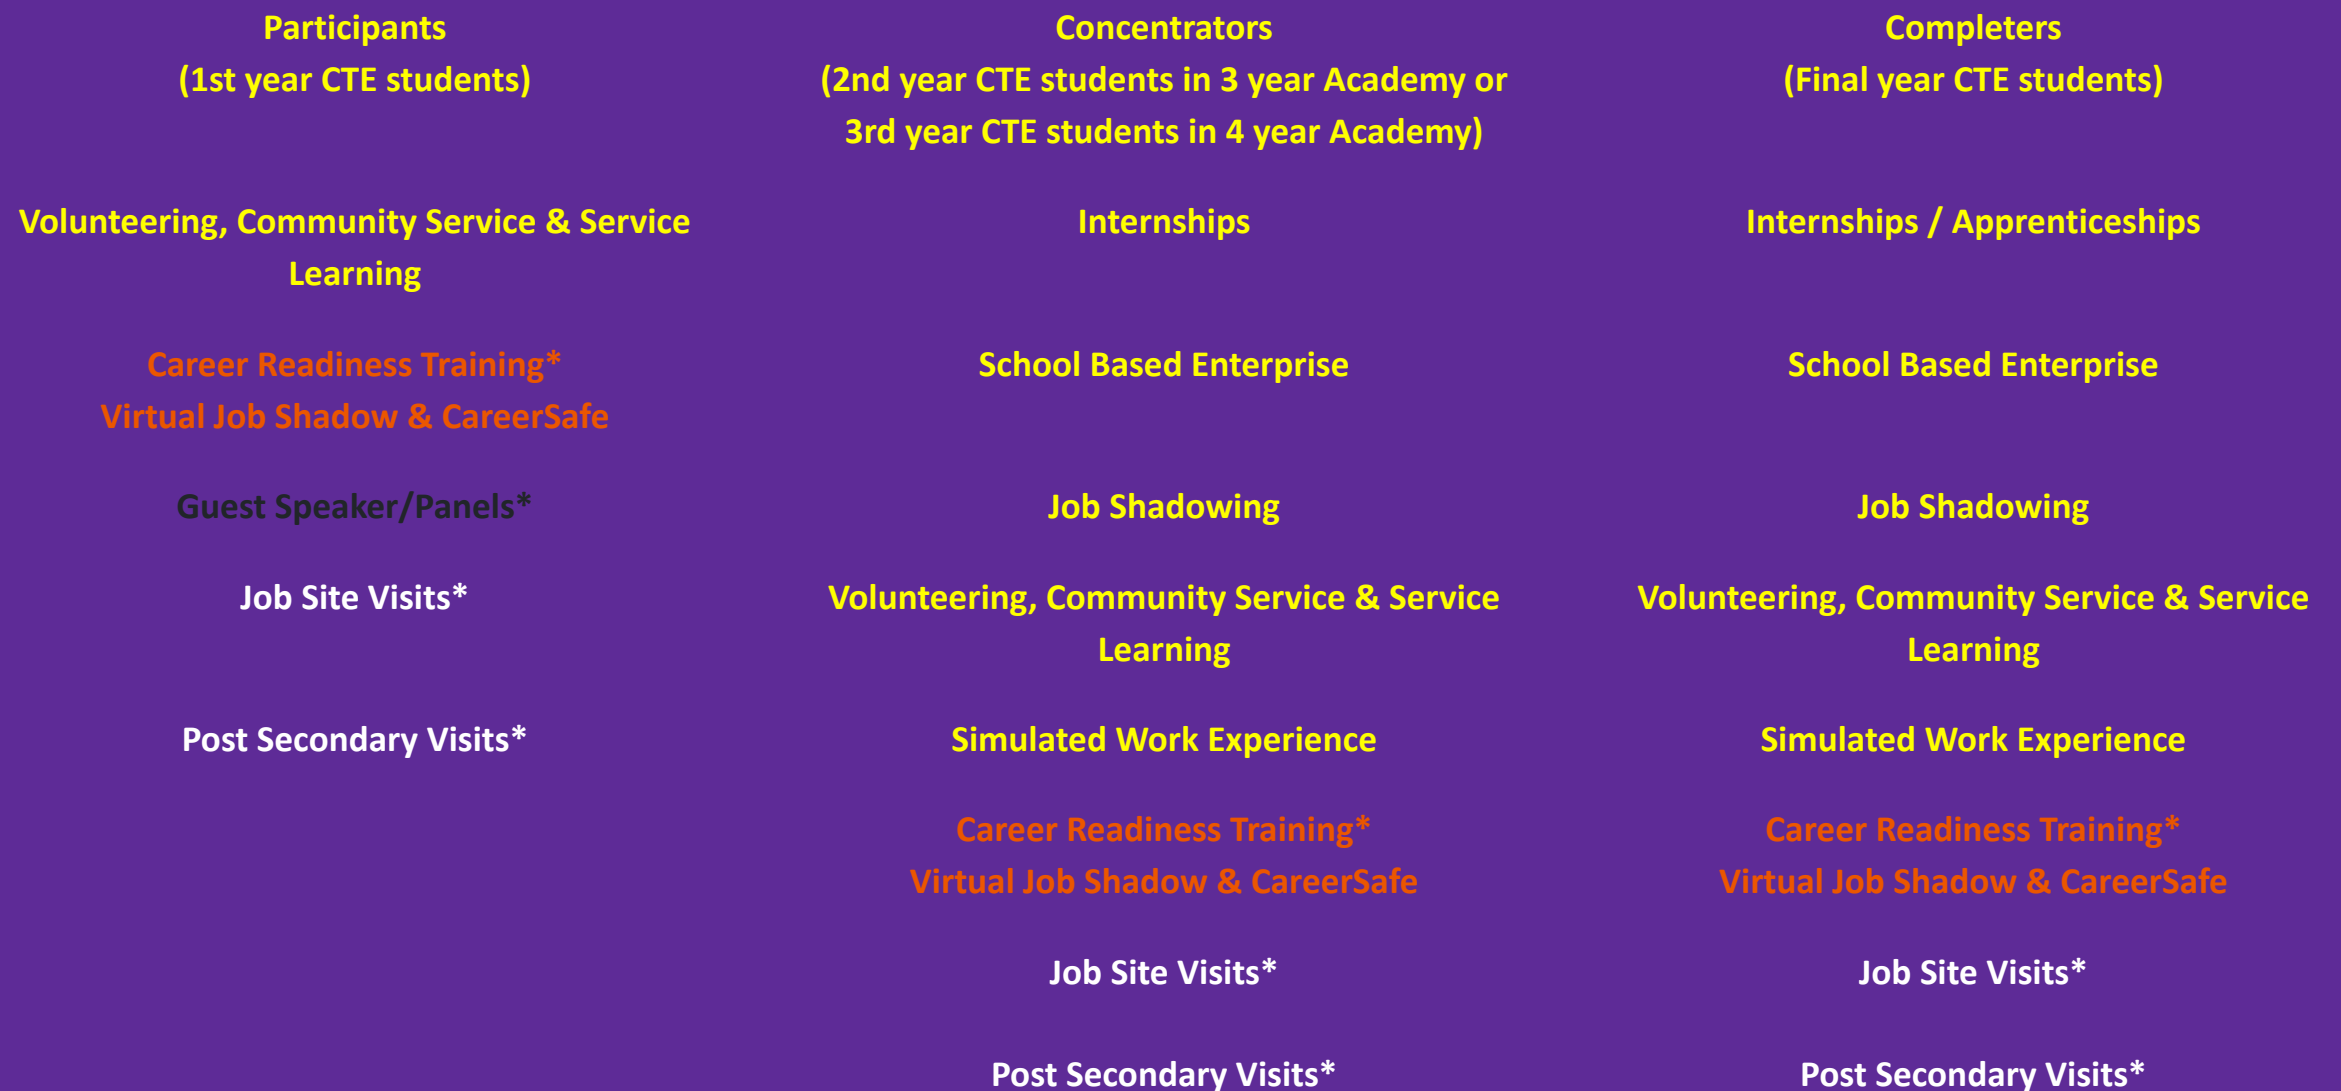 Participants
(1st year CTE students)
Concentrators
(2nd year CTE students in 3 year Academy or
3rd year CTE students in 4 year Academy)
Completers
(Final year CTE students)
Volunteering, Community Service & Service
Learning
Internships
Internships / Apprenticeships
Career Readiness Training*
Virtual Job Shadow & CareerSafe
School Based Enterprise
School Based Enterprise
Guest Speaker/Panels*
Job Shadowing
Job Shadowing
Job Site Visits*
Volunteering, Community Service & Service
Learning
Volunteering, Community Service & Service
Learning
Post Secondary Visits*
Simulated Work Experience
Simulated Work Experience
Career Readiness Training*
Virtual Job Shadow & CareerSafe
Career Readiness Training*
Virtual Job Shadow & CareerSafe
Job Site Visits*
Job Site Visits*
Post Secondary Visits*
Post Secondary Visits*